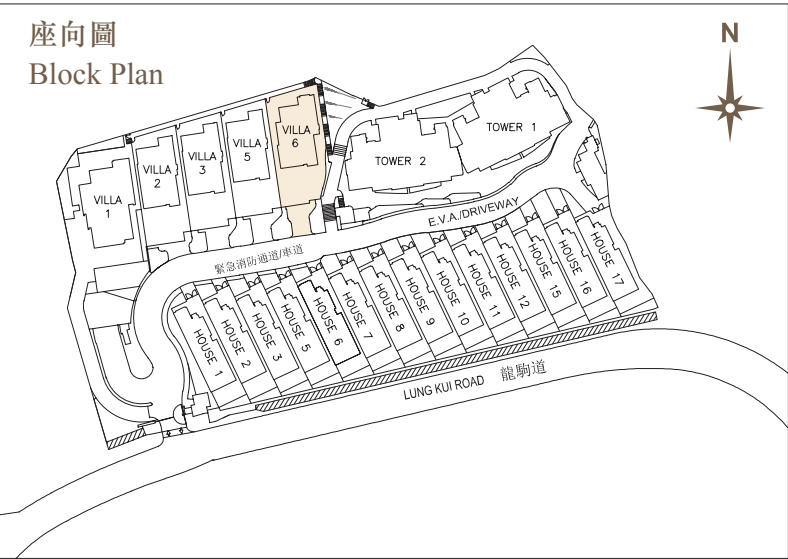 座向圖
Block Plan
N
VILLA
1
VILLA
2
VILLA
3
VILLA
5
VILLA
6
TOWER 2
TOWER 1
E.V.A./DRIVEWAY
緊急消防通道/車道
HOUSE 1
HOUSE 2
HOUSE 3
HOUSE 5
HOUSE 6
HOUSE 7
HOUSE 8
HOUSE 9
HOUSE 10
HOUSE 11
HOUSE 12
HOUSE 15
HOUSE 16
HOUSE 17
LUNG KUI ROAD 龍駒道